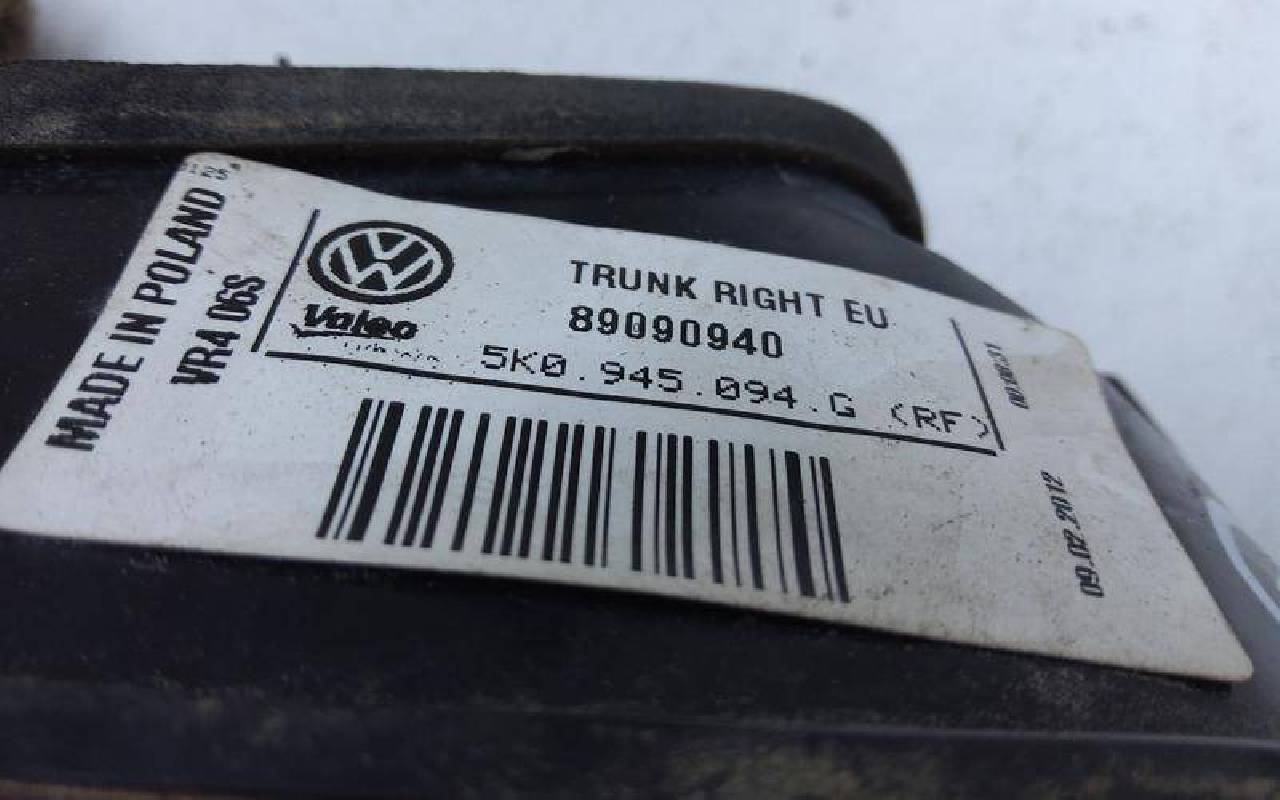 MADE IN POLAND
VR4 06S
Valeo
TRUNK RIGHT EU
89090940
5K0.945.094.G (RF)
09.02.2012